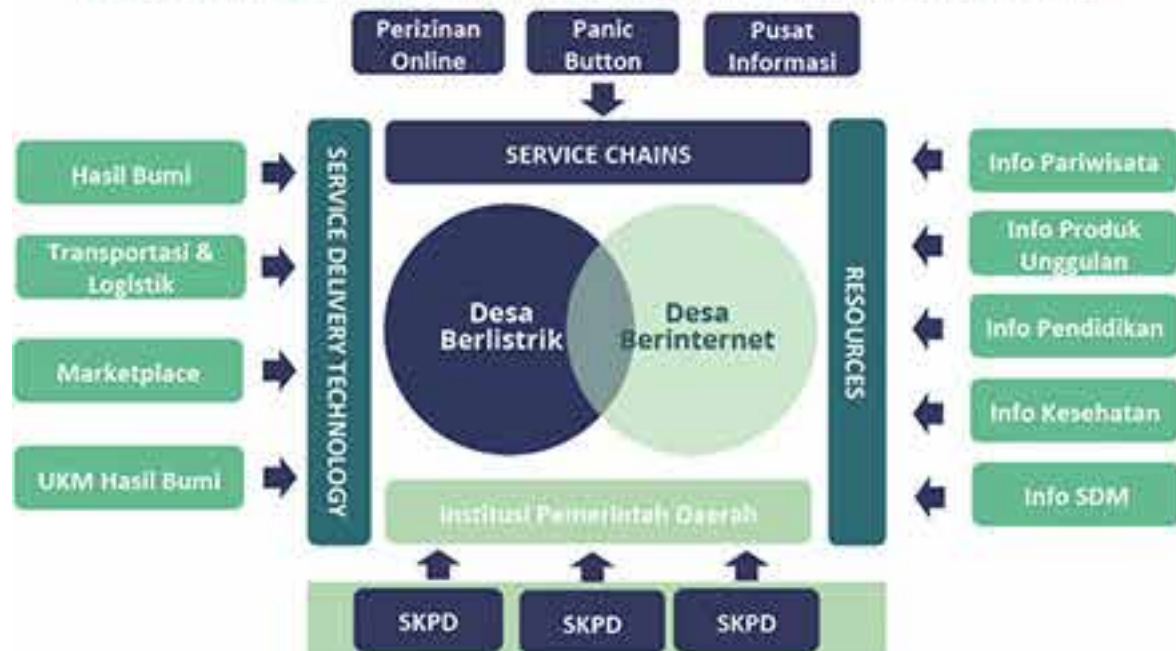 Perizinan
Online
Panic
Button
Pusat
Informasi
SERVICE CHAINS
Hasil Bumi
Transportasi &
Logistik
Marketplace
UKM Hasil Bumi
SERVICE DELIVERY TECHNOLOGY
Desa
Berlistrik
Desa
Berinternet
RESOURCES
Info Pariwisata
Info Produk
Unggulan
Info Pendidikan
Info Kesehatan
Info SDM
Institusi Pemerintah Daerah
SKPD
SKPD
SKPD